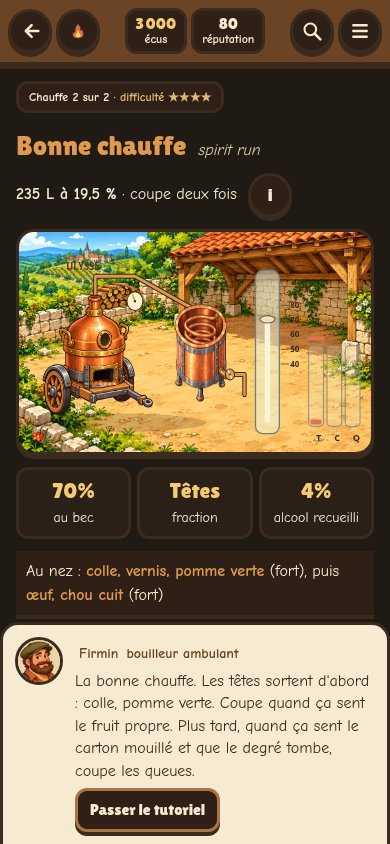 3000
écus
80
réputation
Chauffe 2 sur 2 · difficulté ★★★★
Bonne chauffe spirit run
235 L à 19,5 % · coupe deux fois i
ULYSSE
80
60
50
40
T C Q
70%
au bec
Têtes
fraction
4%
alcool recueilli
Au nez : colle, vernis, pomme verte (fort), puis
œuf, chou cuit (fort)
Firmin bouilleur ambulant
La bonne chauffe. Les têtes sortent d'abord
: colle, pomme verte. Coupe quand ça sent
le fruit propre. Plus tard, quand ça sent le
carton mouillé et que le degré tombe,
coupe les queues.
Passer le tutoriel